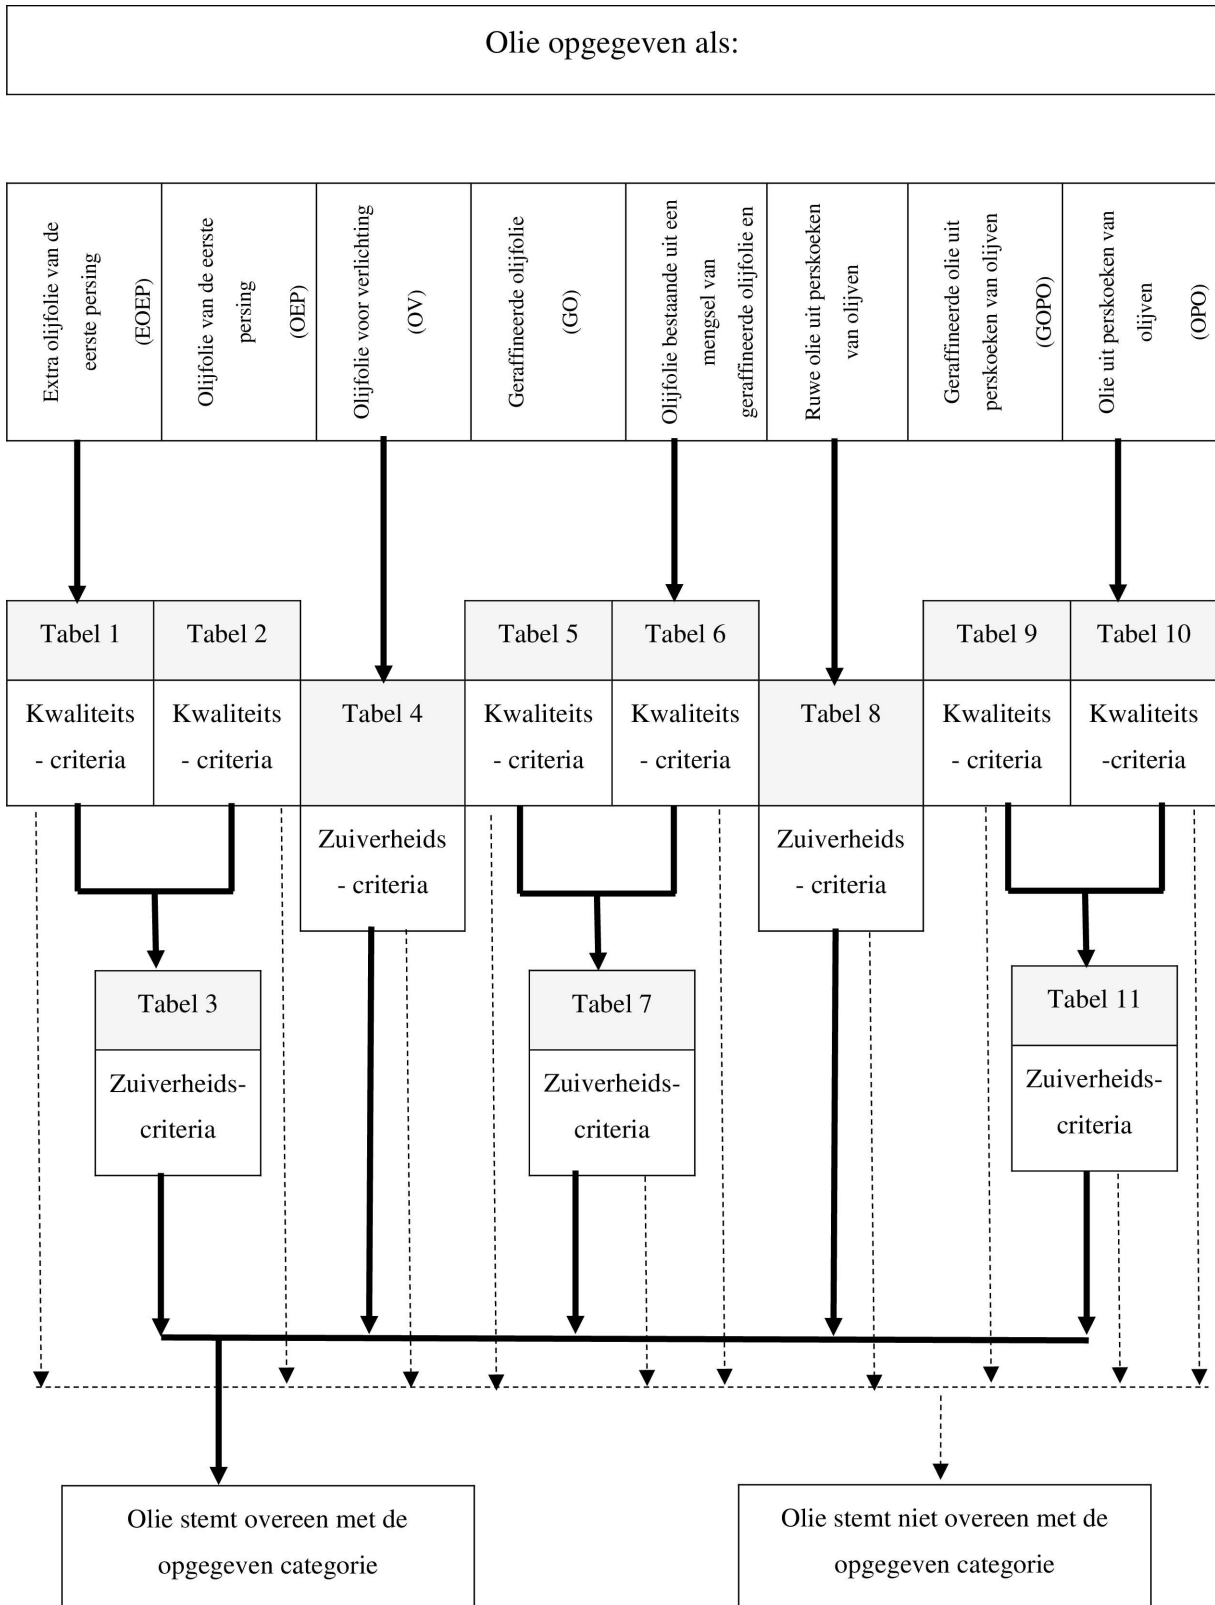 Olie opgegeven als:
Extra olijfolie van de
eerste persing
(EOEP)
Olijfolie van de eerste
persing
(OEP)
Olijfolie voor verlichting
(OV)
Geraffineerde olijfolie
(GO)
Olijfolie bestaande uit een
mengsel van
geraffineerde olijfolie en
Ruwe olie uit perskoeken
van olijven
Geraffineerde olie uit
perskoeken van olijven
(GOPO)
Olie uit perskoeken van
olijven
(OPO)
Tabel 1
Tabel 2
Tabel 5
Tabel 6
Tabel 9
Tabel 10
Kwaliteits
- criteria
Kwaliteits
- criteria
Tabel 4
Kwaliteits
- criteria
Kwaliteits
- criteria
Tabel 8
Kwaliteits
- criteria
Kwaliteits
-criteria
Zuiverheids
- criteria
Zuiverheids
- criteria
Tabel 3
Tabel 7
Tabel 11
Zuiverheids-
criteria
Zuiverheids-
criteria
Zuiverheids-
criteria
Olie stemt overeen met de
opgegeven categorie
Olie stemt niet overeen met de
opgegeven categorie